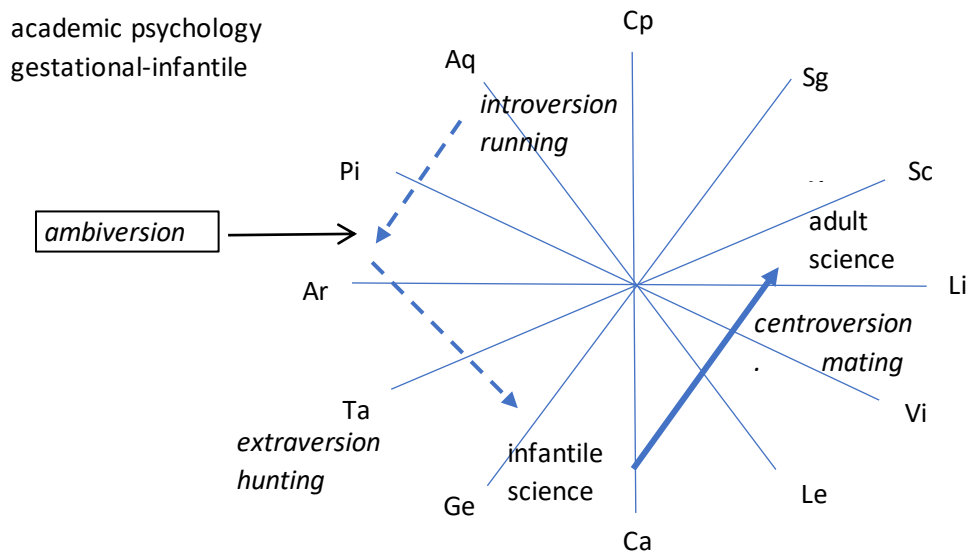 academic psychology
gestational-infantile
Cp
Aq
Sg
introversion
running
Pi
Sc
ambiversion
adult
science
Ar
Li
centroversion
. mating
Ta
Vi
extraversion
hunting
infantile
science
Ge
Le
Ca